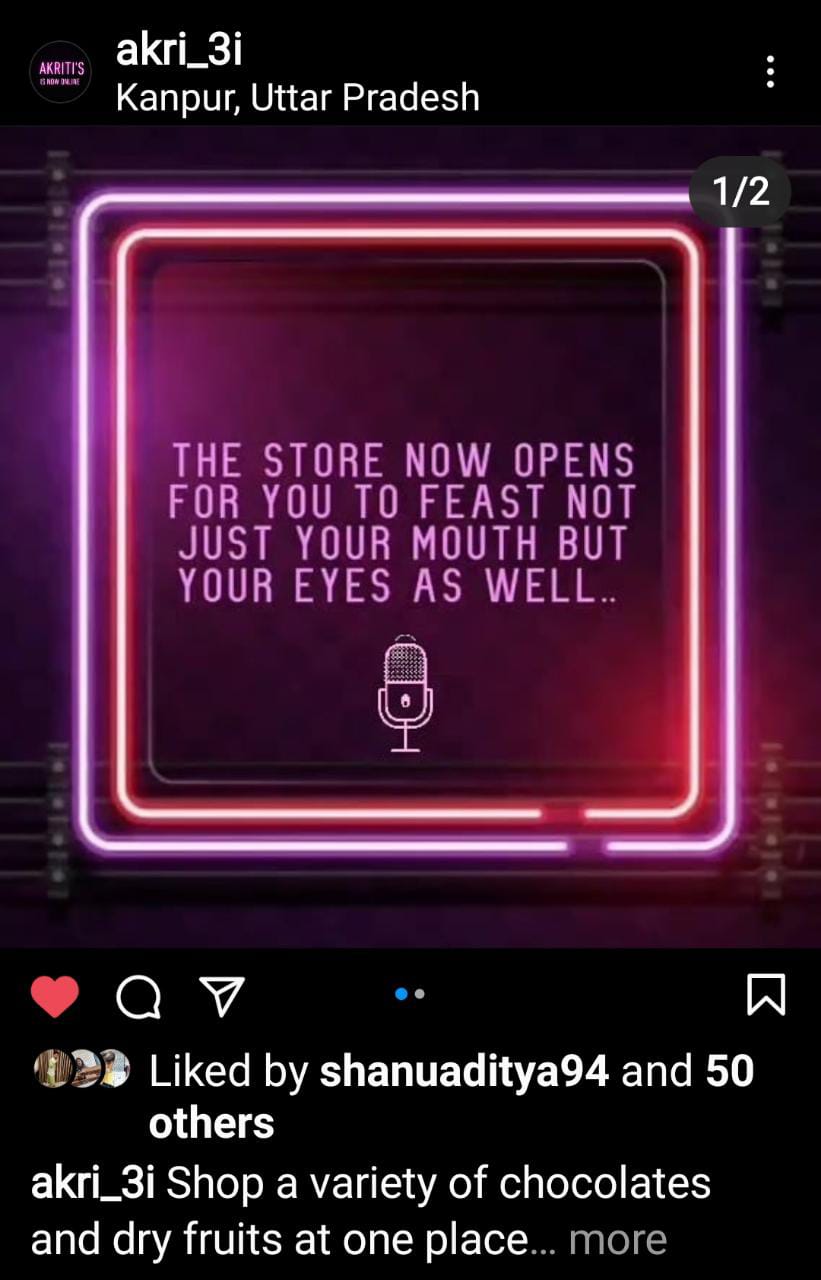 AKRITI'S
IS NOW ONLINE
akri_3i
Kanpur, Uttar Pradesh
1/2
THE STORE NOW OPENS
FOR YOU TO FEAST NOT
JUST YOUR MOUTH BUT
YOUR EYES AS WELL..
Liked by shanuaditya94 and 50
others
akri_3i Shop a variety of chocolates
and dry fruits at one place... more